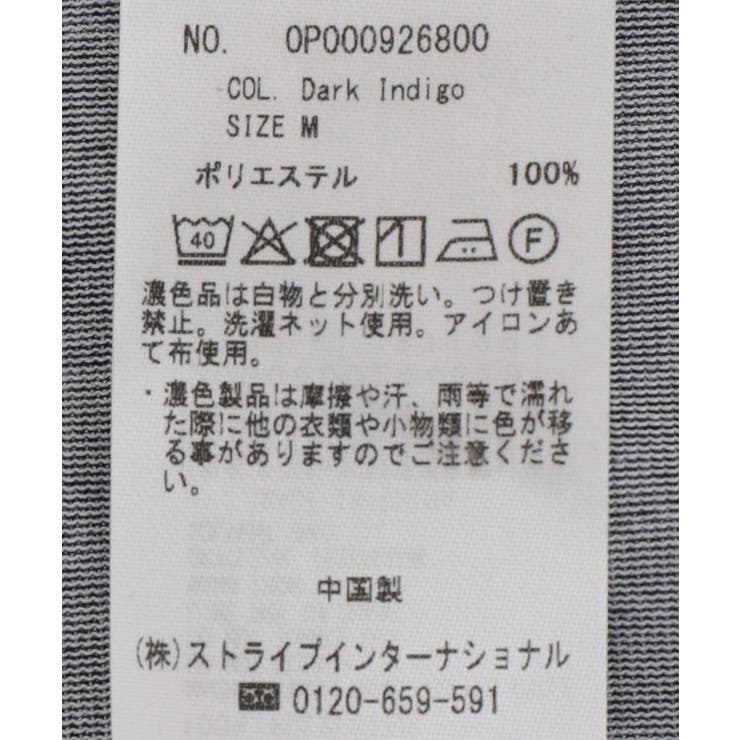 NO. OP000926800
COL. Dark Indigo
SIZE M
ポリエステル 100%
40 F
濃色品は白物と分別洗い。つけ置き
禁止。洗濯ネット使用。アイロンあ
て布使用。
・濃色製品は摩擦や汗、雨等で濡れ
た際に他の衣類や小物類に色が移
る事がありますのでご注意くださ
い。
中国製
(株)ストライプインターナショナル
0120-659-591